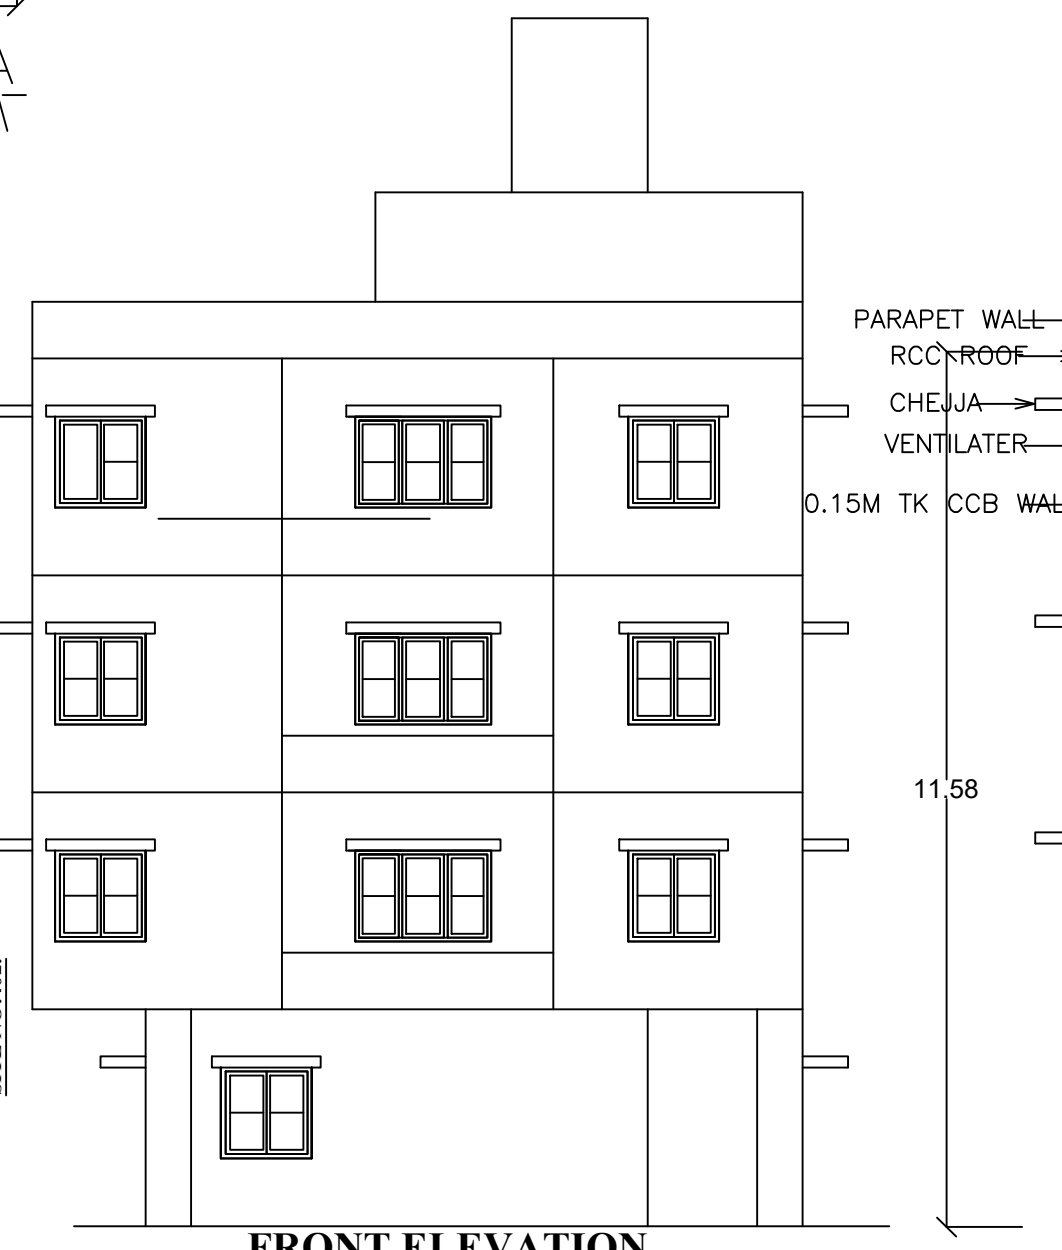 PARAPET WALL
RCC ROOF
CHEJJA
VENTILATER
0.15M TK CCB WAL
11.58
FRONT ELEVATION